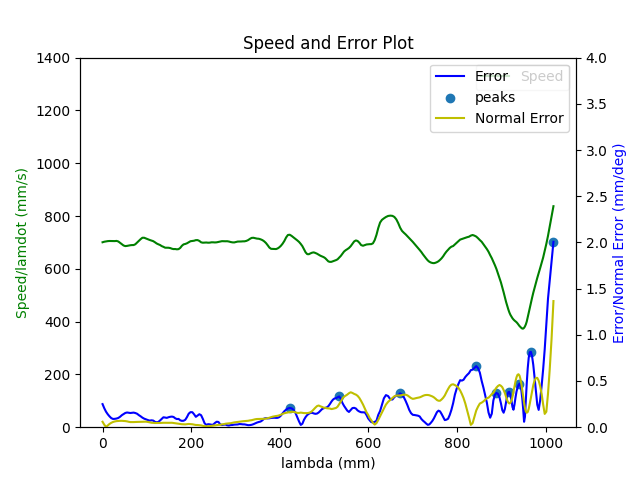 Speed and Error Plot
1400
1200
1000
800
600
400
200
0
Speed/lamdot (mm/s)
4.0
3.5
3.0
2.5
2.0
1.5
1.0
0.5
0.0
Error/Normal Error (mm/deg)
Error
Speed
peaks
Normal Error
0 200 400 600 800 1000
lambda (mm)